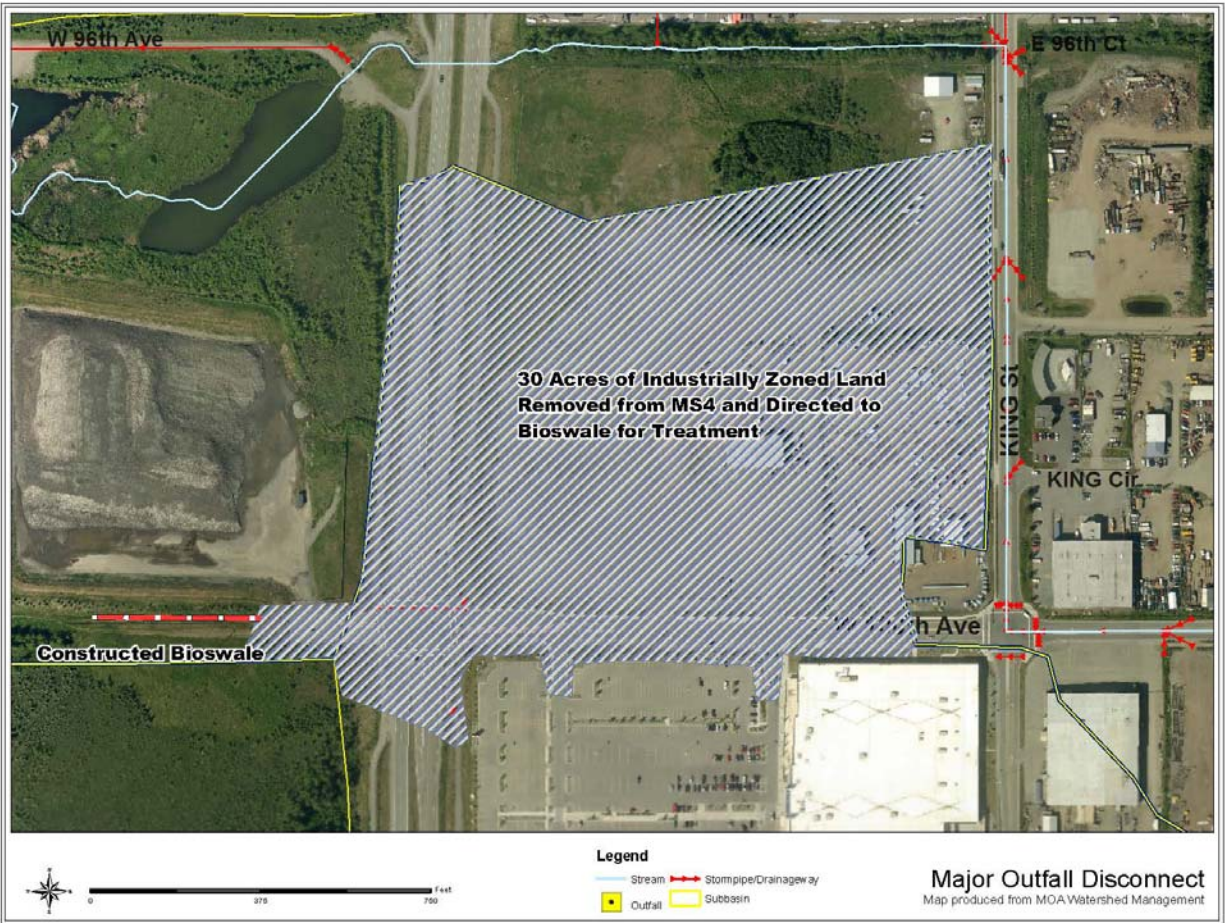 W 96th Ave
E 96th Ct
30 Acres of Industrially Zoned Land
Removed from MS4 and Directed to
Bioswale for Treatment
KING St
KING Cir
h Ave
Constructed Bioswale
Legend
Stream
Stormpipe/Drainageway
Outfall
Subbasin
Feet
0
375
750
Major Outfall Disconnect
Map produced from MOA Watershed Management